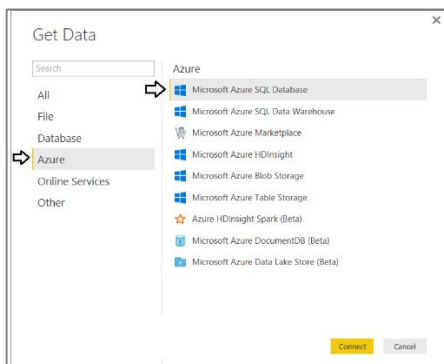 Get Data
Search
All
File
Database
Azure
Online Services
Other
Azure
Microsoft Azure SQL Database
Microsoft Azure SQL Data Warehouse
Microsoft Azure Marketplace
Microsoft Azure HDInsight
Microsoft Azure Blob Storage
Microsoft Azure Table Storage
Azure HDInsight Spark (Beta)
Microsoft Azure DocumentDB (Beta)
Microsoft Azure Data Lake Store (Beta)
Connect
Cancel